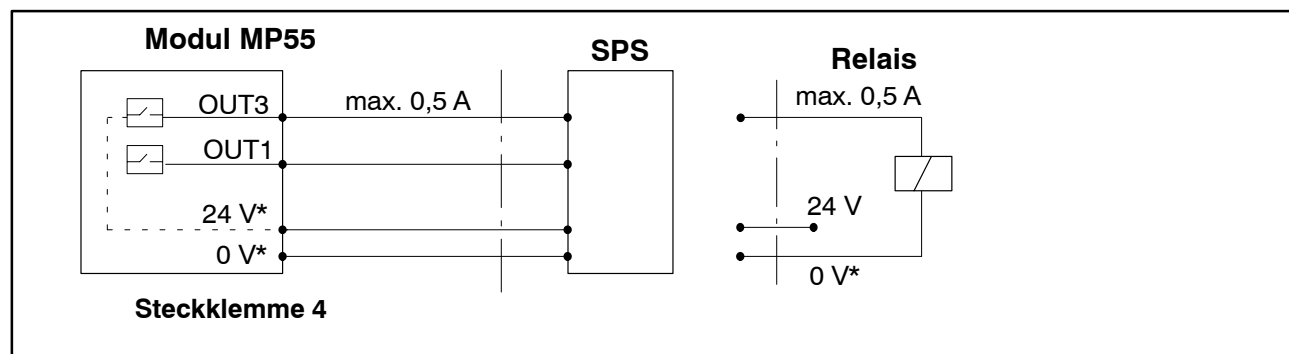 Modul MP55
SPS
Relais
OUT3
max. 0,5 A
max. 0,5 A
OUT1
24 V*
24 V
0 V*
0 V*
Steckklemme 4